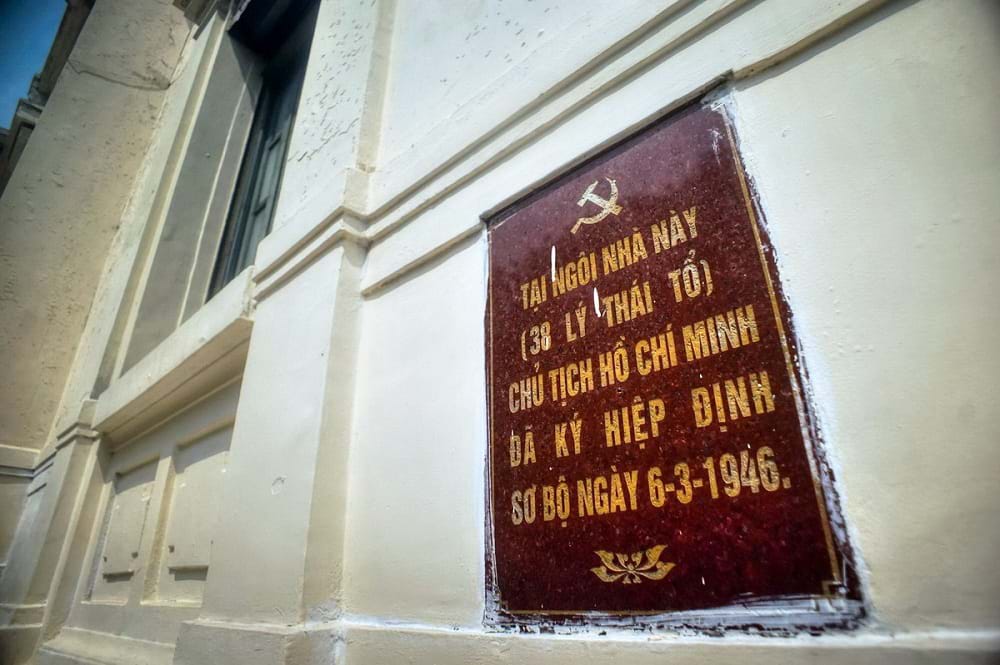 TẠI NGÔI NHÀ NÀY
(38 LÝ THÁI TỔ)
CHỦ TỊCH HỒ CHÍ MINH
ĐÃ KÝ HIỆP ĐỊNH
SƠ BỘ NGÀY 6-3-1946.